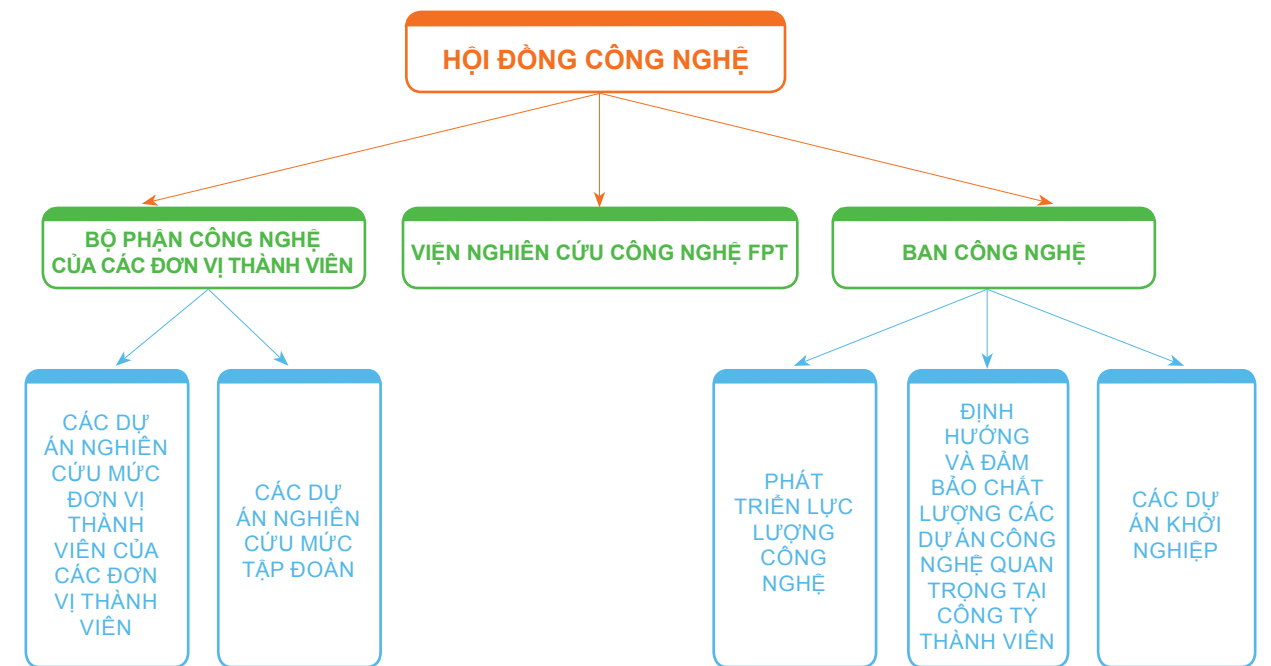 HỘI ĐỒNG CÔNG NGHỆ
BỘ PHẬN CÔNG NGHỆ
CỦA CÁC ĐƠN VỊ THÀNH VIÊN
VIỆN NGHIÊN CỨU CÔNG NGHỆ FPT
BAN CÔNG NGHỆ
CÁC DỰ
ÁN NGHIÊN
CỨU MỨC
ĐƠN VỊ
THÀNH
VIÊN CỦA
CÁC ĐƠN
VỊ THÀNH
VIÊN
CÁC DỰ
ÁN NGHIÊN
CỨU MỨC
TẬP ĐOÀN
PHÁT
TRIỂN LỰC
LƯỢNG
CÔNG
NGHỆ
ĐỊNH
HƯỚNG
VÀ ĐẢM
BẢO CHẤT
LƯỢNG CÁC
DỰ ÁN CÔNG
NGHỆ QUAN
TRỌNG TẠI
CÔNG TY
THÀNH VIÊN
CÁC DỰ
ÁN KHỞI
NGHIỆP